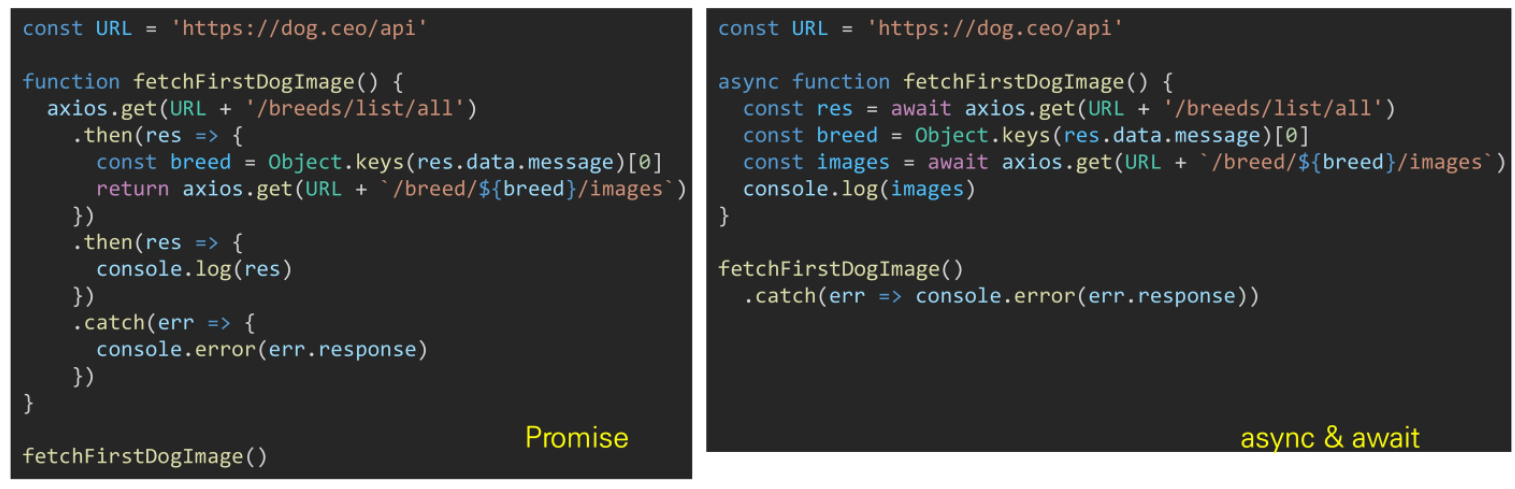 const URL = 'https://dog.ceo/api'
function fetchFirstDogImage() {
  axios.get(URL + '/breeds/list/all')
    .then(res => {
      const breed = Object.keys(res.data.message)[0]
      return axios.get(URL + `/breed/${breed}/images`)
    })
    .then(res => {
      console.log(res)
    })
    .catch(err => {
      console.error(err.response)
    })
}
fetchFirstDogImage()
Promise
const URL = 'https://dog.ceo/api'
async function fetchFirstDogImage() {
  const res = await axios.get(URL + '/breeds/list/all')
  const breed = Object.keys(res.data.message)[0]
  const images = await axios.get(URL + `/breed/${breed}/images`)
  console.log(images)
}
fetchFirstDogImage()
  .catch(err => console.error(err.response))
async & await